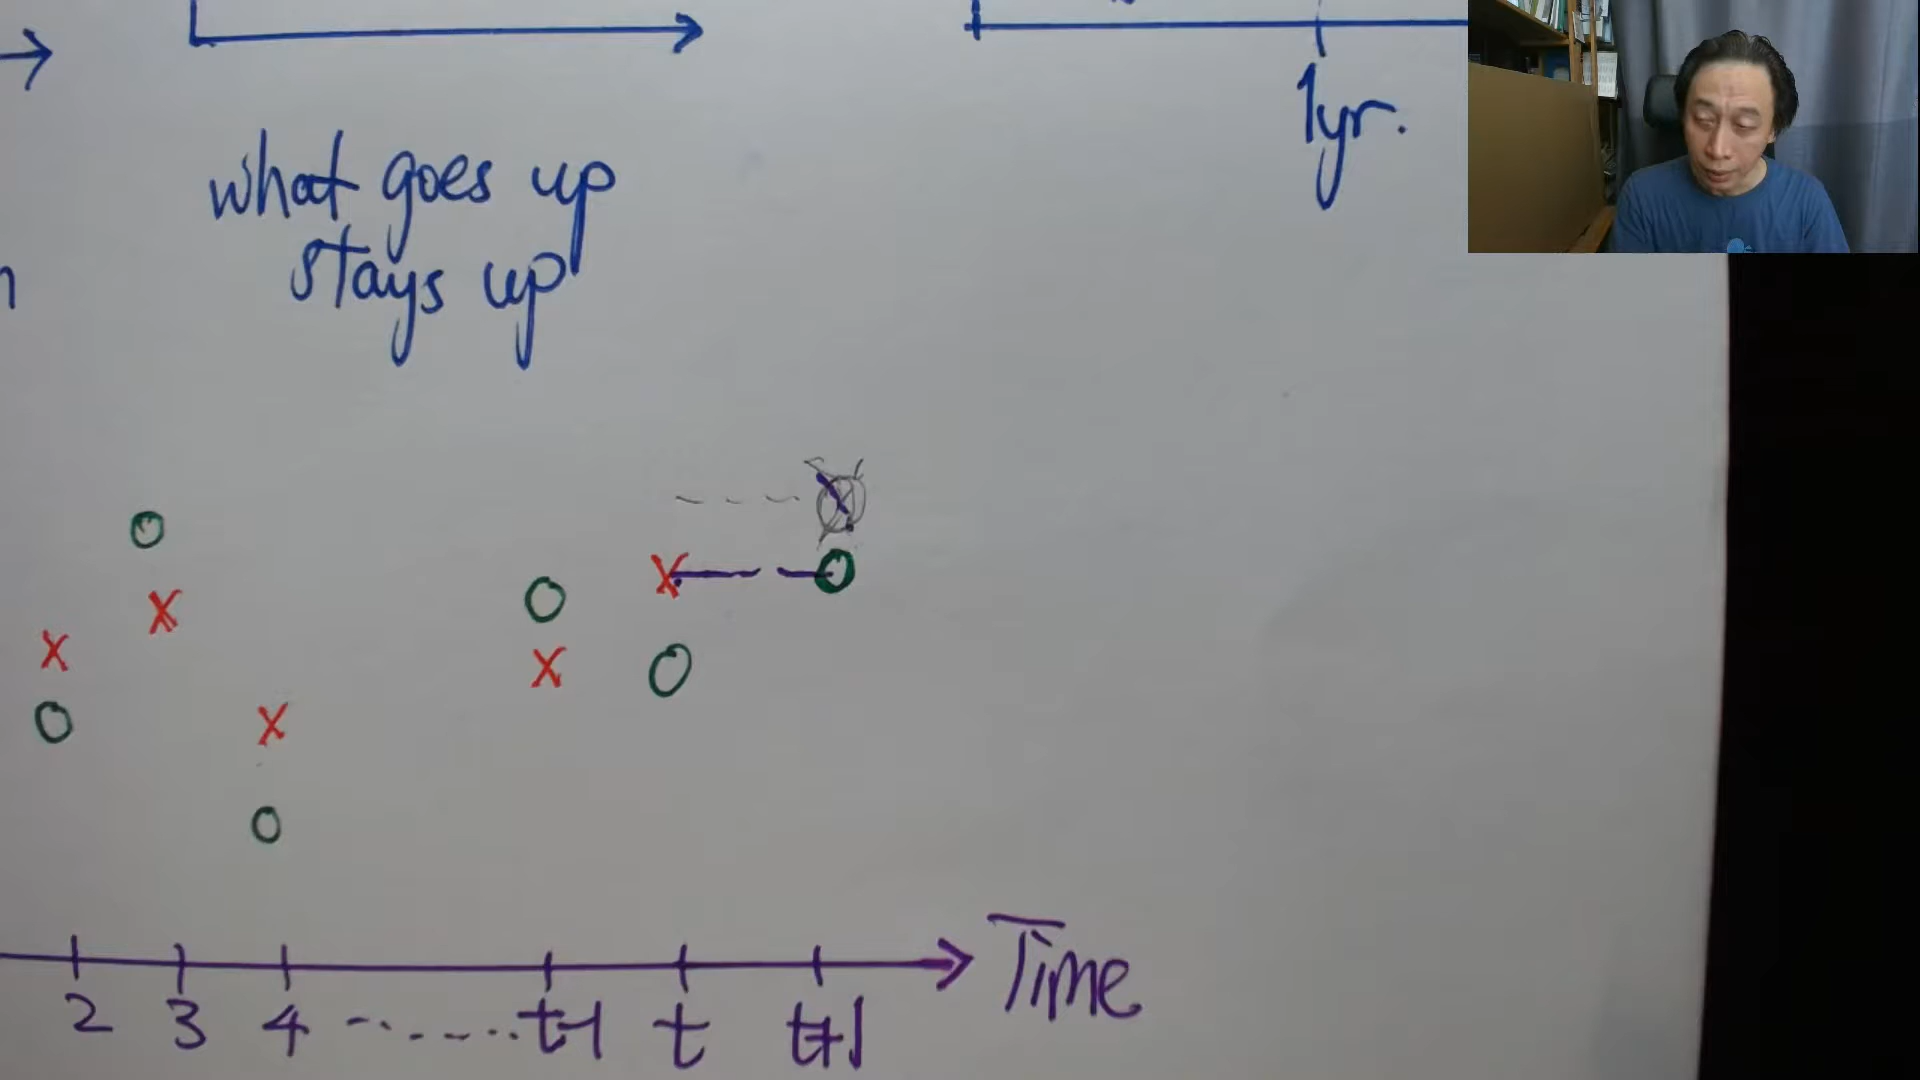 1yr.
what goes up
stays up
Time
2 3 4 ........ t-1 t t+1